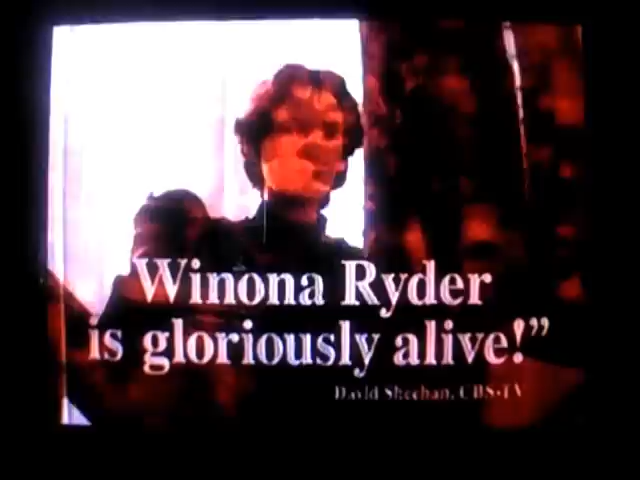 Winona Ryder
is gloriously alive!”
David Sheehan, CBS-TV